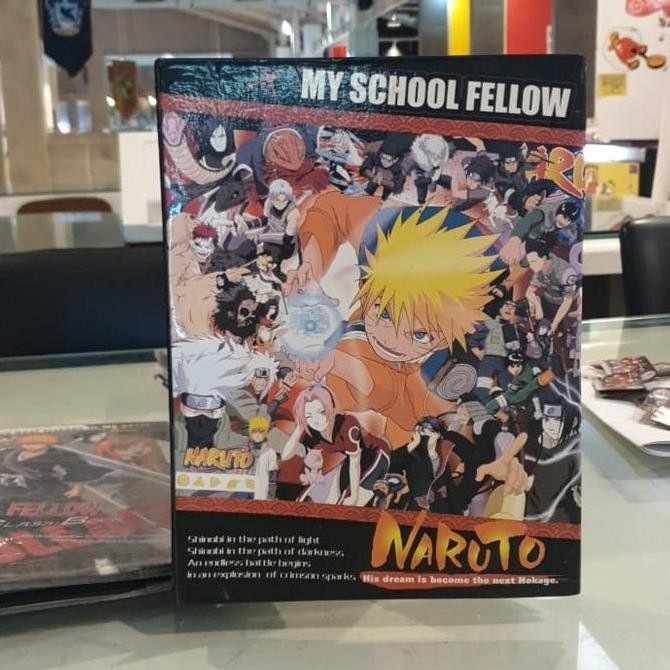 MY SCHOOL FELLOW
NARUTO
Shinobi in the path of light
Shinobi in the path of darkness
An endless battle begins
in an explosion of crimson sparks
NARUTO
His dream is become the next Hokage.
FELLOW